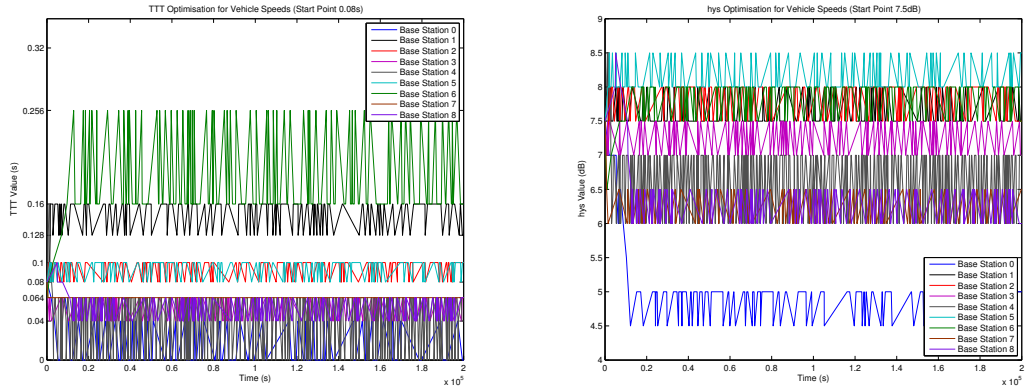 TTT Optimisation for Vehicle Speeds (Start Point 0.08s)
TTT Value (s)
0.32
0.256
0.16
0.128
0.1
0.08
0.064
0.04
0
0 0.2 0.4 0.6 0.8 1 1.2 1.4 1.6 1.8 2
x 10^5
Time (s)
Base Station 0
Base Station 1
Base Station 2
Base Station 3
Base Station 4
Base Station 5
Base Station 6
Base Station 7
Base Station 8
hys Optimisation for Vehicle Speeds (Start Point 7.5dB)
hys Value (dB)
9
8.5
8
7.5
7
6.5
6
5.5
5
4.5
4
0 0.2 0.4 0.6 0.8 1 1.2 1.4 1.6 1.8 2
x 10^5
Time (s)
Base Station 0
Base Station 1
Base Station 2
Base Station 3
Base Station 4
Base Station 5
Base Station 6
Base Station 7
Base Station 8